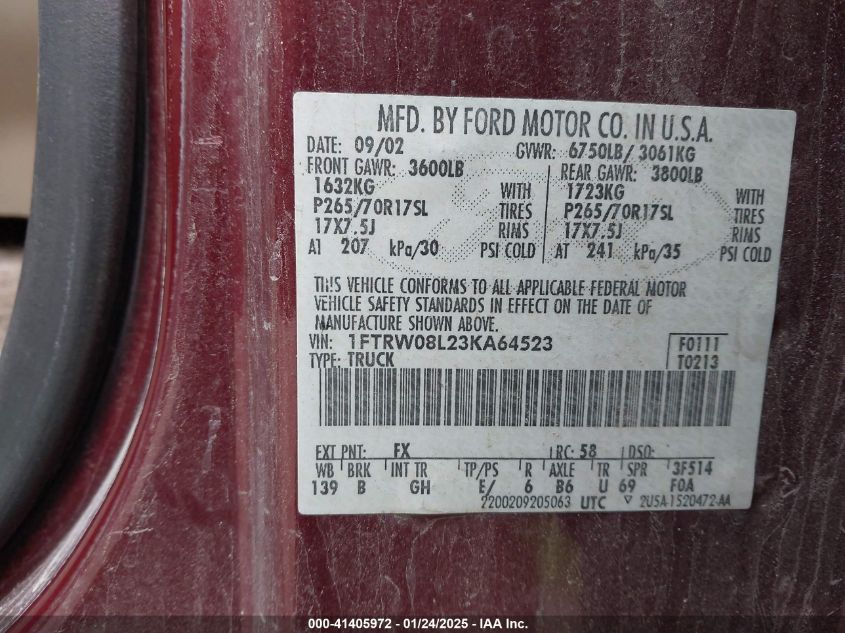 MFD. BY FORD MOTOR CO. IN U.S.A.
DATE: 09/02 GVWR: 6750LB/ 3061KG
FRONT GAWR: 3600LB REAR GAWR: 3800LB
1632KG WITH 1723KG WITH
P265/70R17SL TIRES P265/70R17SL TIRES
17X7.5J RIMS 17X7.5J RIMS
AT 207 kPa/30 PSI COLD AT 241 kPa/35 PSI COLD
THIS VEHICLE CONFORMS TO ALL APPLICABLE FEDERAL MOTOR
VEHICLE SAFETY STANDARDS IN EFFECT ON THE DATE OF
MANUFACTURE SHOWN ABOVE.
VIN: 1FTRW08L23KA64523 F0111
TYPE: TRUCK T0213
EXT PNT: FX RC: 58 DSO:
WB BRK INT TR TP/PS R AXLE TR SPR 3F514
139 B GH E/ 6 B6 U 69 F0A
2200209205063 UTC ▽ 2U5A-1520472-AA
000-41405972 - 01/24/2025 - IAA Inc.